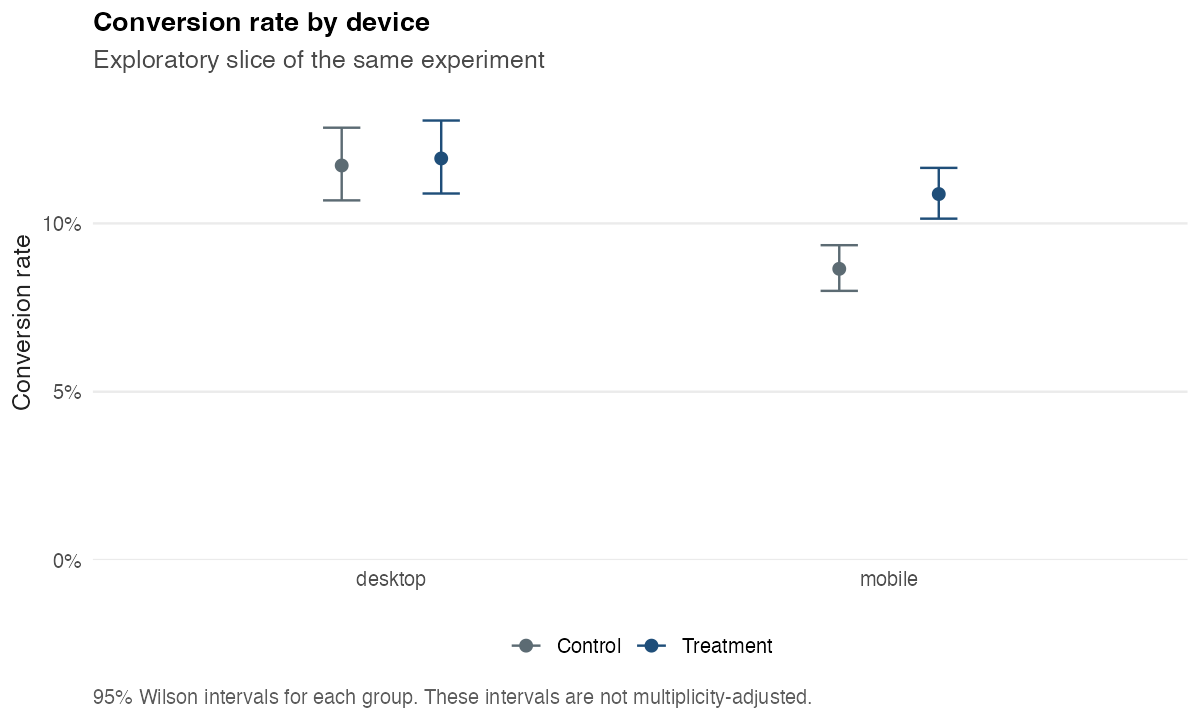 Conversion rate by device
Exploratory slice of the same experiment
Conversion rate
10%
5%
0%
desktop
mobile
Control
Treatment
95% Wilson intervals for each group. These intervals are not multiplicity-adjusted.